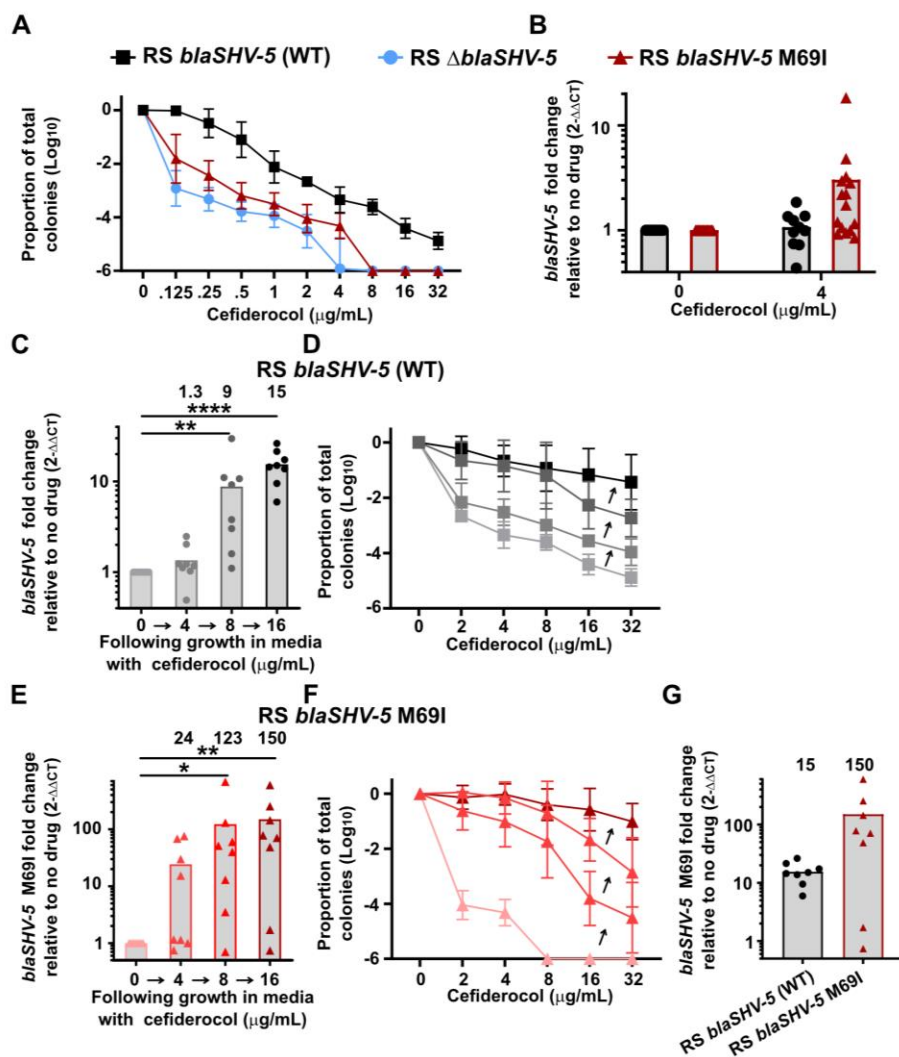 A
B
RS blaSHV-5 (WT)
RS ΔblaSHV-5
RS blaSHV-5 M69I
Proportion of total
colonies (Log10)
0
-2
-4
-6
0 .125 .25 .5 1 2 4 8 16 32
Cefiderocol (μg/mL)
blaSHV-5 fold change
relative to no drug (2-ΔΔCT)
10
1
0 4
Cefiderocol (μg/mL)
C
D
RS blaSHV-5 (WT)
1.3 9 15
****
**
blaSHV-5 fold change
relative to no drug (2-ΔΔCT)
10
1
0 → 4 → 8 → 16
Following growth in media
with cefiderocol (μg/mL)
Proportion of total
colonies (Log10)
0
-2
-4
-6
0 2 4 8 16 32
Cefiderocol (μg/mL)
E
F
G
RS blaSHV-5 M69I
24 123 150
**
*
blaSHV-5 M69I fold change
relative to no drug (2-ΔΔCT)
100
10
1
0 → 4 → 8 → 16
Following growth in media
with cefiderocol (μg/mL)
Proportion of total
colonies (Log10)
0
-2
-4
-6
0 2 4 8 16 32
Cefiderocol (μg/mL)
15 150
blaSHV-5 M69I fold change
relative to no drug (2-ΔΔCT)
100
10
1
RS blaSHV-5 (WT)
RS blaSHV-5 M69I